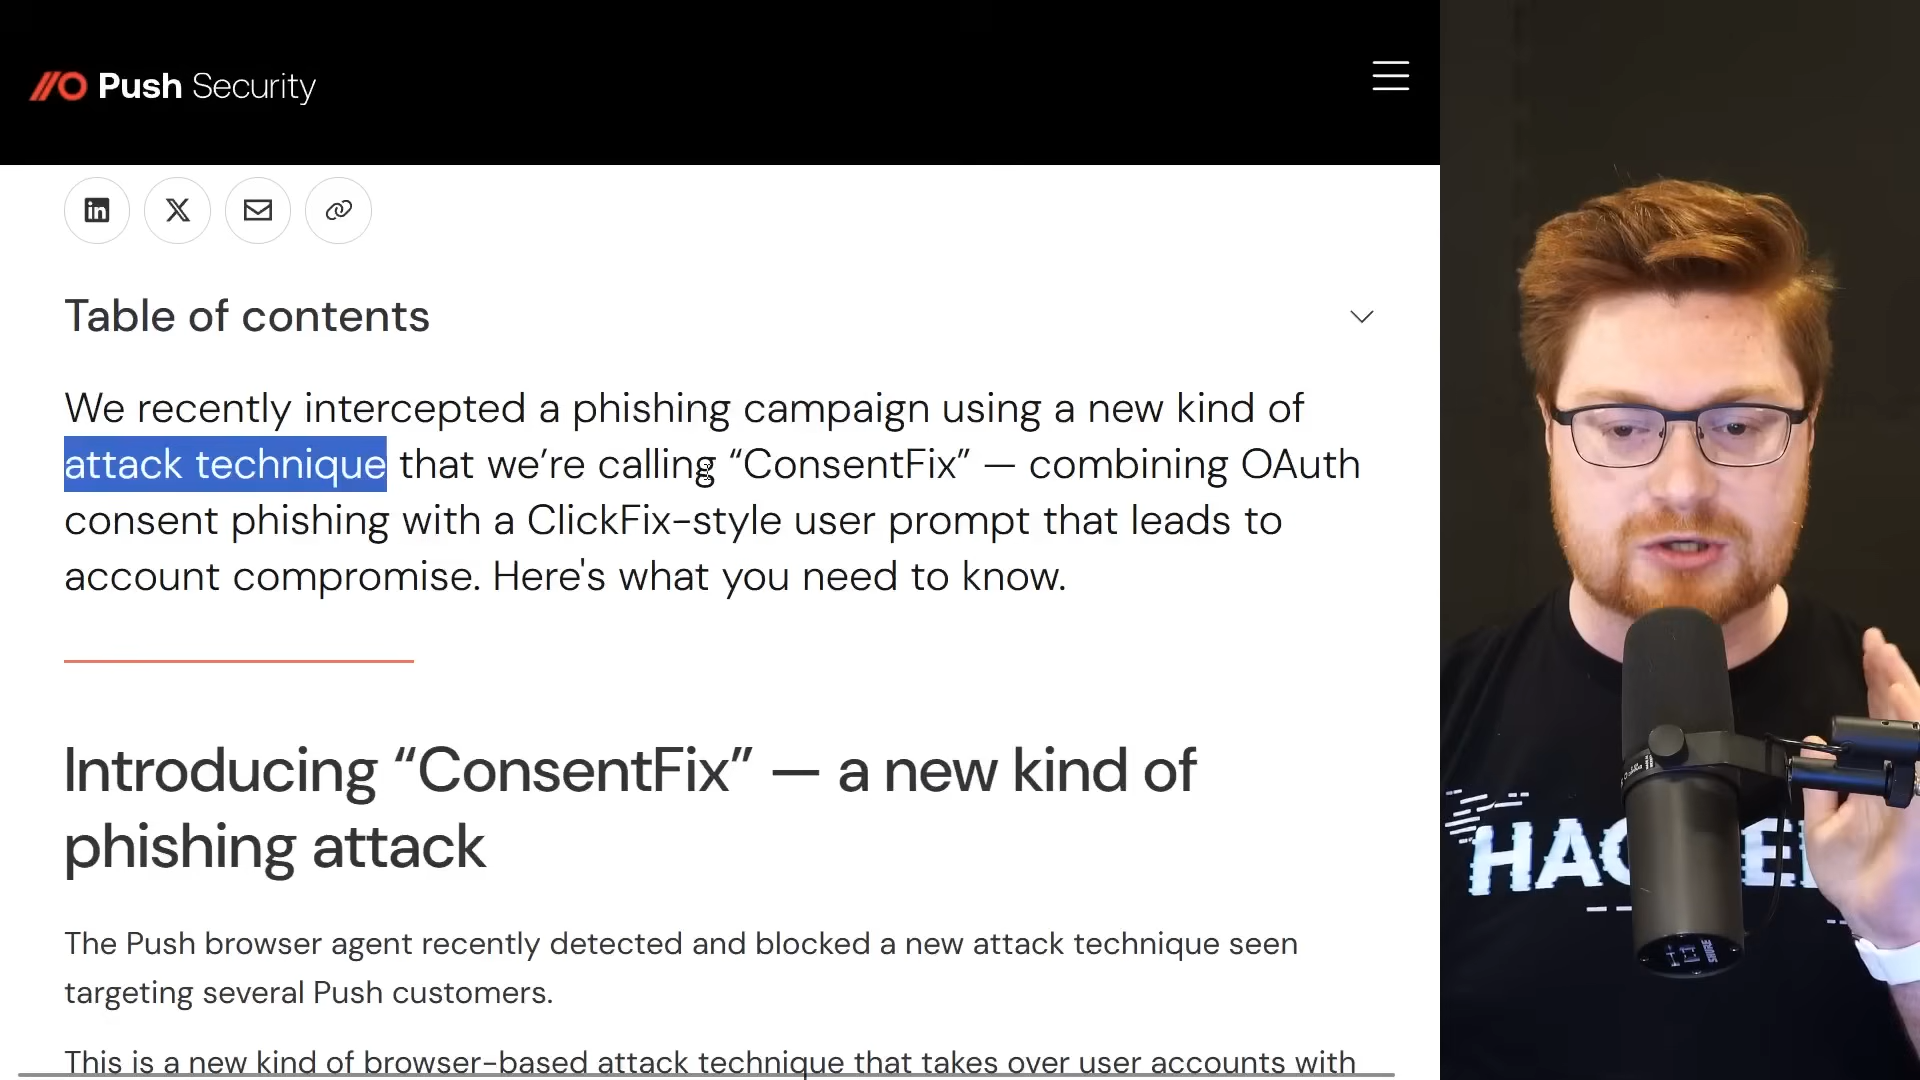 Push Security
Table of contents
We recently intercepted a phishing campaign using a new kind of
attack technique that we’re calling “ConsentFix” — combining OAuth
consent phishing with a ClickFix-style user prompt that leads to
account compromise. Here's what you need to know.
Introducing “ConsentFix” — a new kind of
phishing attack
The Push browser agent recently detected and blocked a new attack technique seen
targeting several Push customers.
This is a new kind of browser-based attack technique that takes over user accounts with